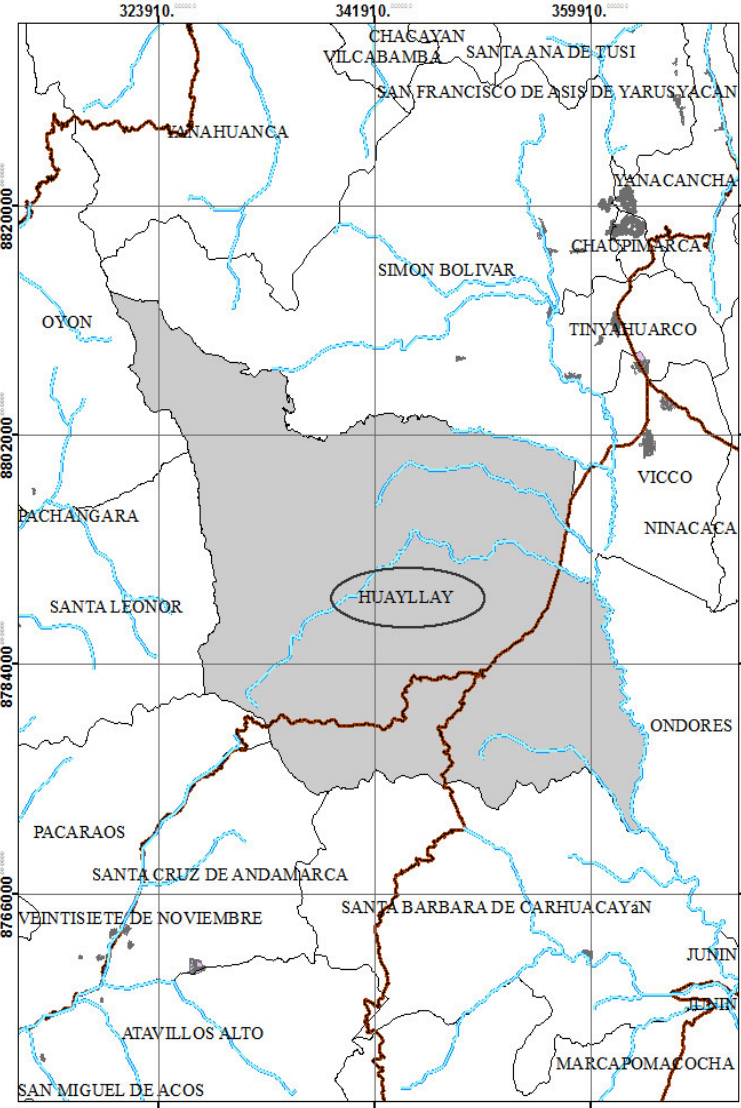 323910.
341910.
359910.
CHACAYAN
VILCABAMBA
SANTA ANA DE TUSI
SAN FRANCISCO DE ASIS DE YARUSYACAN
YANAHUANCA
YANACANCHA
8820000
CHAUPIMARCA
SIMON BOLIVAR
OYON
TINYAHUARCO
8802000
VICCO
PACHANGARA
NINACACA
HUAYLLAY
SANTA LEONOR
8784000
ONDORES
PACARAOS
SANTA CRUZ DE ANDAMARCA
8766000
SANTA BARBARA DE CARHUACAYáN
VEINTISIETE DE NOVIEMBRE
JUNIN
JUNIN
ATAVILLOS ALTO
MARCAPOMACOCHA
SAN MIGUEL DE ACOS